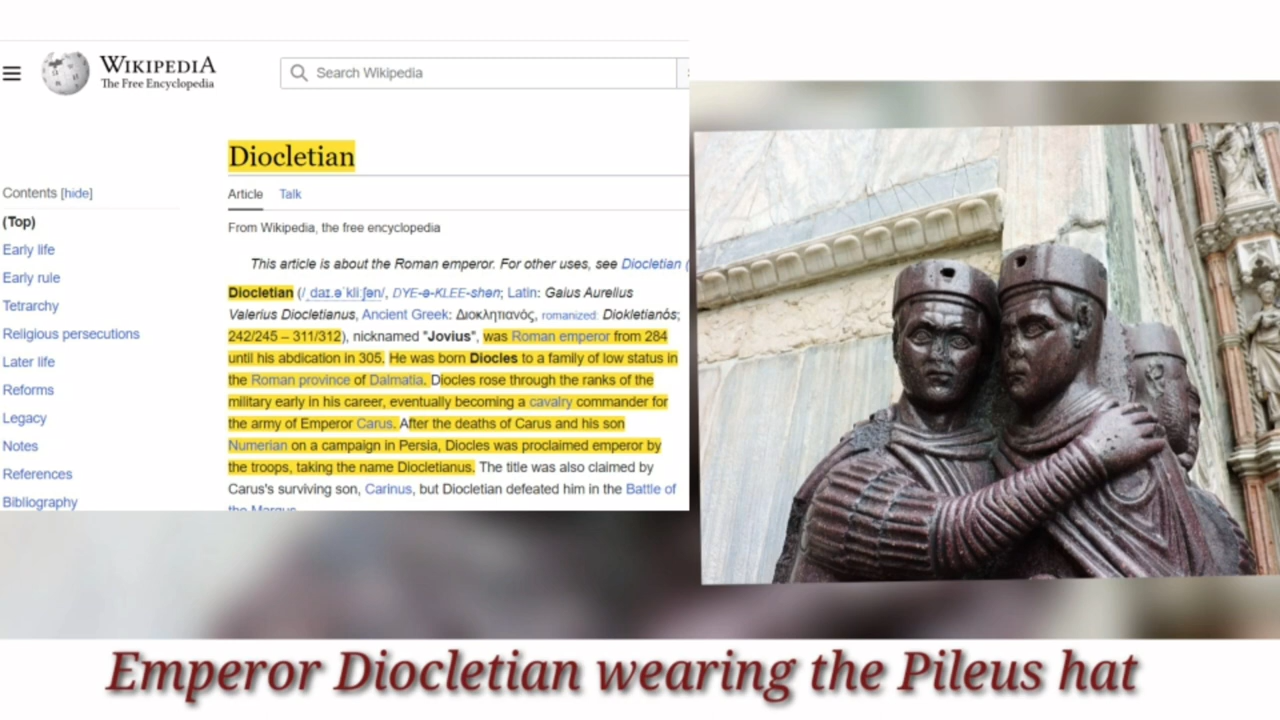 WIKIPEDIA
The Free Encyclopedia
Search Wikipedia
Diocletian
Contents [hide]
Article Talk
(Top)
From Wikipedia, the free encyclopedia
Early life
This article is about the Roman emperor. For other uses, see Diocletian (
Early rule
Diocletian (/ˌdaɪ.əˈkliːʃən/, DYE-ə-KLEE-shən; Latin: Gaius Aurelius
Tetrarchy
Valerius Diocletianus, Ancient Greek: Διοκλητιανός, romanized: Diokletianós;
Religious persecutions
242/245 – 311/312), nicknamed "Jovius", was Roman emperor from 284
until his abdication in 305. He was born Diocles to a family of low status in
Later life
the Roman province of Dalmatia. Diocles rose through the ranks of the
Reforms
military early in his career, eventually becoming a cavalry commander for
Legacy
the army of Emperor Carus. After the deaths of Carus and his son
Notes
Numerian on a campaign in Persia, Diocles was proclaimed emperor by
the troops, taking the name Diocletianus. The title was also claimed by
References
Carus's surviving son, Carinus, but Diocletian defeated him in the Battle of
Bibliography
the Margus
Emperor Diocletian wearing the Pileus hat